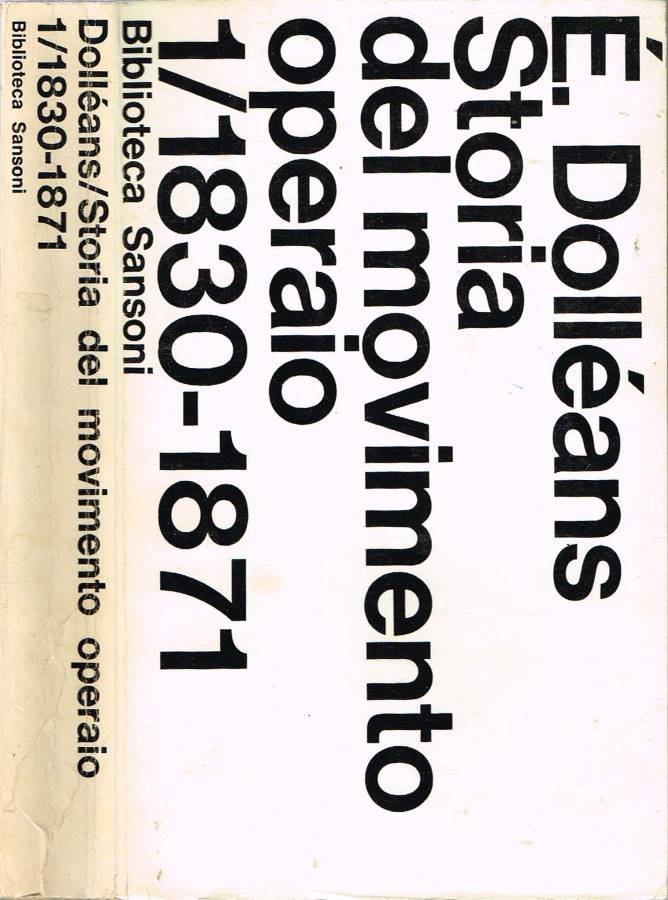 É. Dolléans
Storia
del movimento
operaio
1/1830-1871
Biblioteca Sansoni
Dolléans/Storia del movimento operaio
1/1830-1871
Biblioteca Sansoni